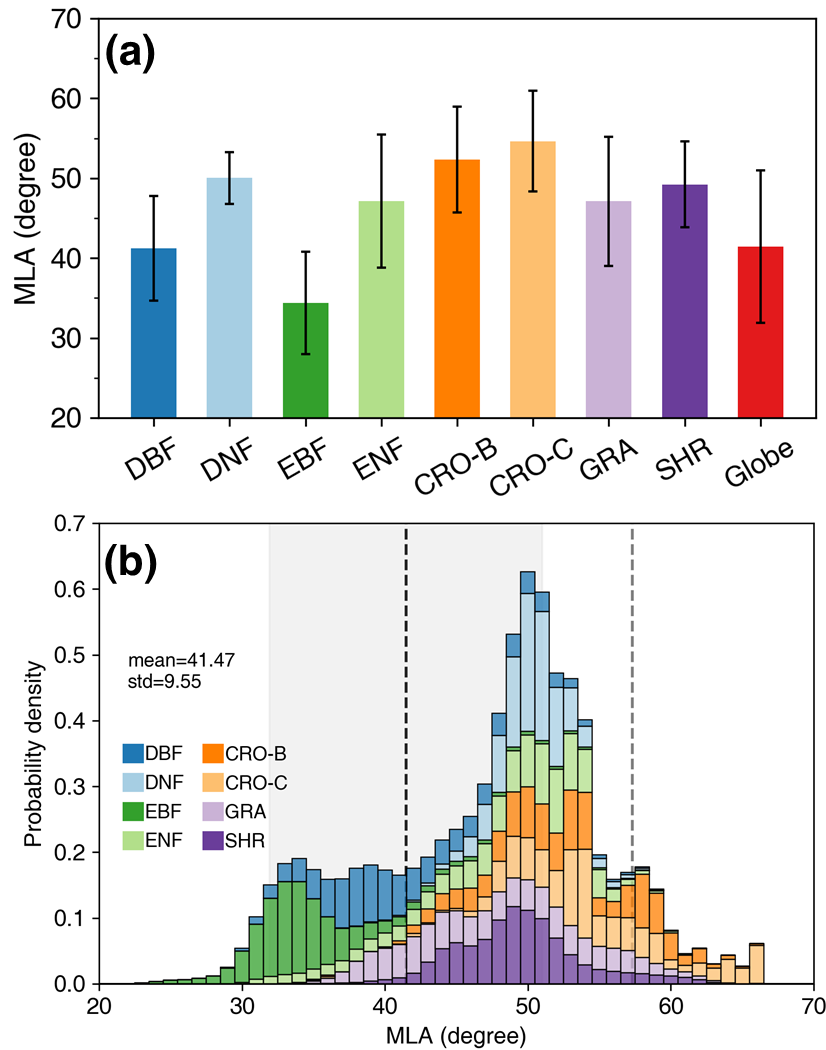 (a)
MLA (degree)
70
60
50
40
30
20
DBF
DNF
EBF
ENF
CRO-B
CRO-C
GRA
SHR
Globe
(b)
Probability density
0.7
0.6
0.5
0.4
0.3
0.2
0.1
0.0
mean=41.47
std=9.55
DBF
DNF
EBF
ENF
CRO-B
CRO-C
GRA
SHR
20
30
40
50
60
70
MLA (degree)